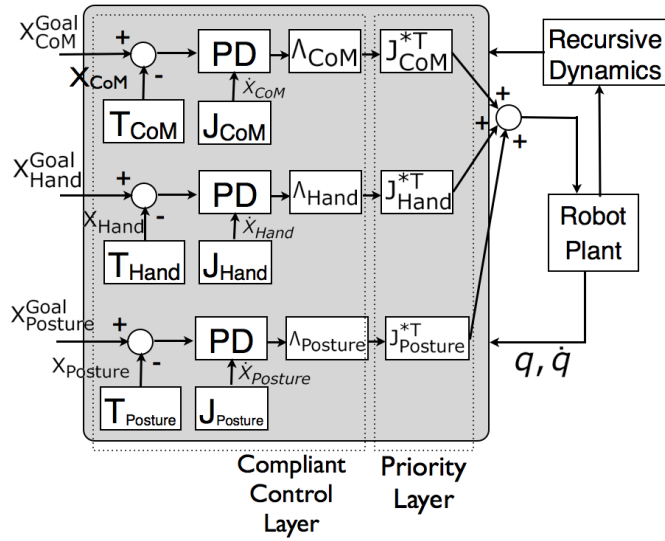 X^Goal_CoM
+
-
X_CoM
PD
Λ_CoM
J^*T_CoM
T_CoM
J_CoM
Ẋ_CoM
Recursive
Dynamics
+
+
+
X^Goal_Hand
+
-
X_Hand
PD
Λ_Hand
J^*T_Hand
T_Hand
J_Hand
Ẋ_Hand
Robot
Plant
X^Goal_Posture
+
-
X_Posture
PD
Λ_Posture
J^*T_Posture
T_Posture
J_Posture
Ẋ_Posture
q, q̇
Compliant
Control
Layer
Priority
Layer